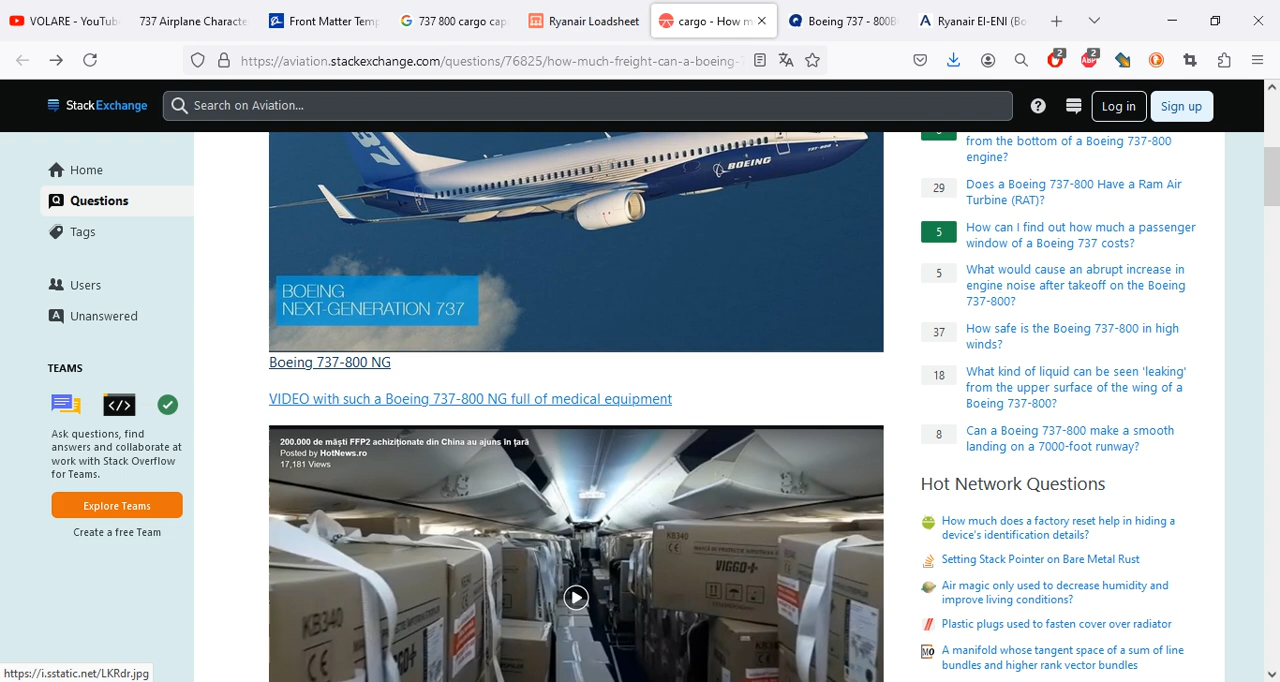 VOLARE - YouTub
737 Airplane Characte
Front Matter Temp
737 800 cargo cap
Ryanair Loadsheet
cargo - How m
Boeing 737 - 800B
Ryanair EI-ENI (Bo
https://aviation.stackexchange.com/questions/76825/how-much-freight-can-a-boeing-7
2
2
StackExchange
Search on Aviation...
Log in
Sign up
Home
Questions
Tags
Users
Unanswered
TEAMS
Ask questions, find
answers and collaborate at
work with Stack Overflow
for Teams.
Explore Teams
Create a free Team
37
BOEING
737-800
BOEING
NEXT-GENERATION 737
Boeing 737-800 NG
VIDEO with such a Boeing 737-800 NG full of medical equipment
200.000 de măști FFP2 achiziționate din China au ajuns în țară
Posted by HotNews.ro
17,181 Views
KB340
VIGGO+
KB340
KB340
from the bottom of a Boeing 737-800
engine?
29
Does a Boeing 737-800 Have a Ram Air
Turbine (RAT)?
5
How can I find out how much a passenger
window of a Boeing 737 costs?
5
What would cause an abrupt increase in
engine noise after takeoff on the Boeing
737-800?
37
How safe is the Boeing 737-800 in high
winds?
18
What kind of liquid can be seen 'leaking'
from the upper surface of the wing of a
Boeing 737-800?
8
Can a Boeing 737-800 make a smooth
landing on a 7000-foot runway?
Hot Network Questions
How much does a factory reset help in hiding a
device's identification details?
Setting Stack Pointer on Bare Metal Rust
Air magic only used to decrease humidity and
improve living conditions?
Plastic plugs used to fasten cover over radiator
MO
A manifold whose tangent space of a sum of line
bundles and higher rank vector bundles
https://i.sstatic.net/LKRdr.jpg